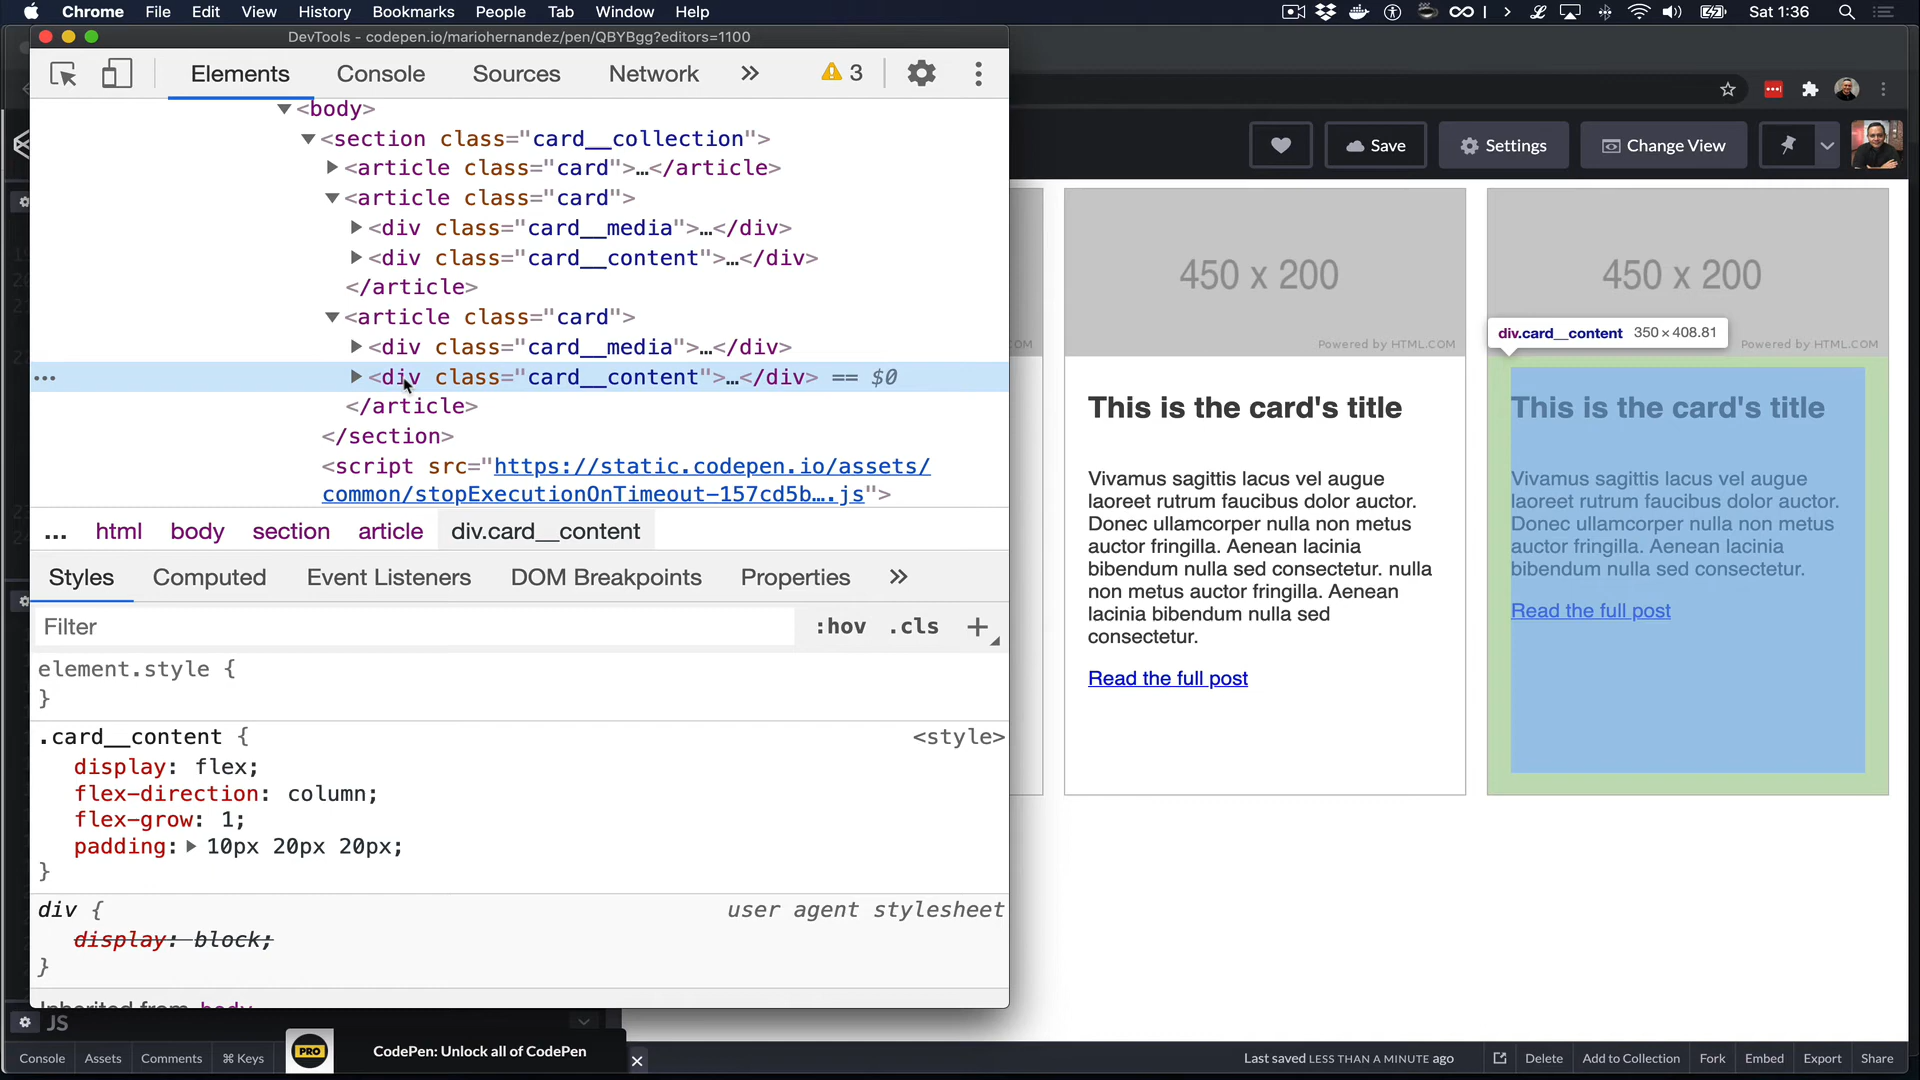 Chrome File Edit View History Bookmarks People Tab Window Help Sat 1:36
DevTools - codepen.io/mariohernandez/pen/QBYBgg?editors=1100
Elements Console Sources Network » 3
▼<body>
▼<section class="card__collection">
▶<article class="card">…</article>
▼<article class="card">
▶<div class="card__media">…</div>
▶<div class="card__content">…</div>
</article>
▼<article class="card">
▶<div class="card__media">…</div>
… ▶<div class="card__content">…</div> == $0
</article>
</section>
<script src="https://static.codepen.io/assets/
common/stopExecutionOnTimeout-157cd5b….js">
… html body section article div.card__content
Styles Computed Event Listeners DOM Breakpoints Properties »
Filter :hov .cls +
element.style {
}
.card__content { <style>
display: flex;
flex-direction: column;
flex-grow: 1;
padding: ▶ 10px 20px 20px;
}
div { user agent stylesheet
display: block;
}
Inherited from body
JS
Save Settings Change View
450 x 200
Powered by HTML.COM
This is the card's title
Vivamus sagittis lacus vel augue
laoreet rutrum faucibus dolor auctor.
Donec ullamcorper nulla non metus
auctor fringilla. Aenean lacinia
bibendum nulla sed consectetur. nulla
non metus auctor fringilla. Aenean
lacinia bibendum nulla sed
consectetur.
Read the full post
450 x 200
div.card__content 350 × 408.81
Powered by HTML.COM
This is the card's title
Vivamus sagittis lacus vel augue
laoreet rutrum faucibus dolor auctor.
Donec ullamcorper nulla non metus
auctor fringilla. Aenean lacinia
bibendum nulla sed consectetur.
Read the full post
Console Assets Comments ⌘ Keys PRO CodePen: Unlock all of CodePen ×
Last saved LESS THAN A MINUTE ago Delete Add to Collection Fork Embed Export Share